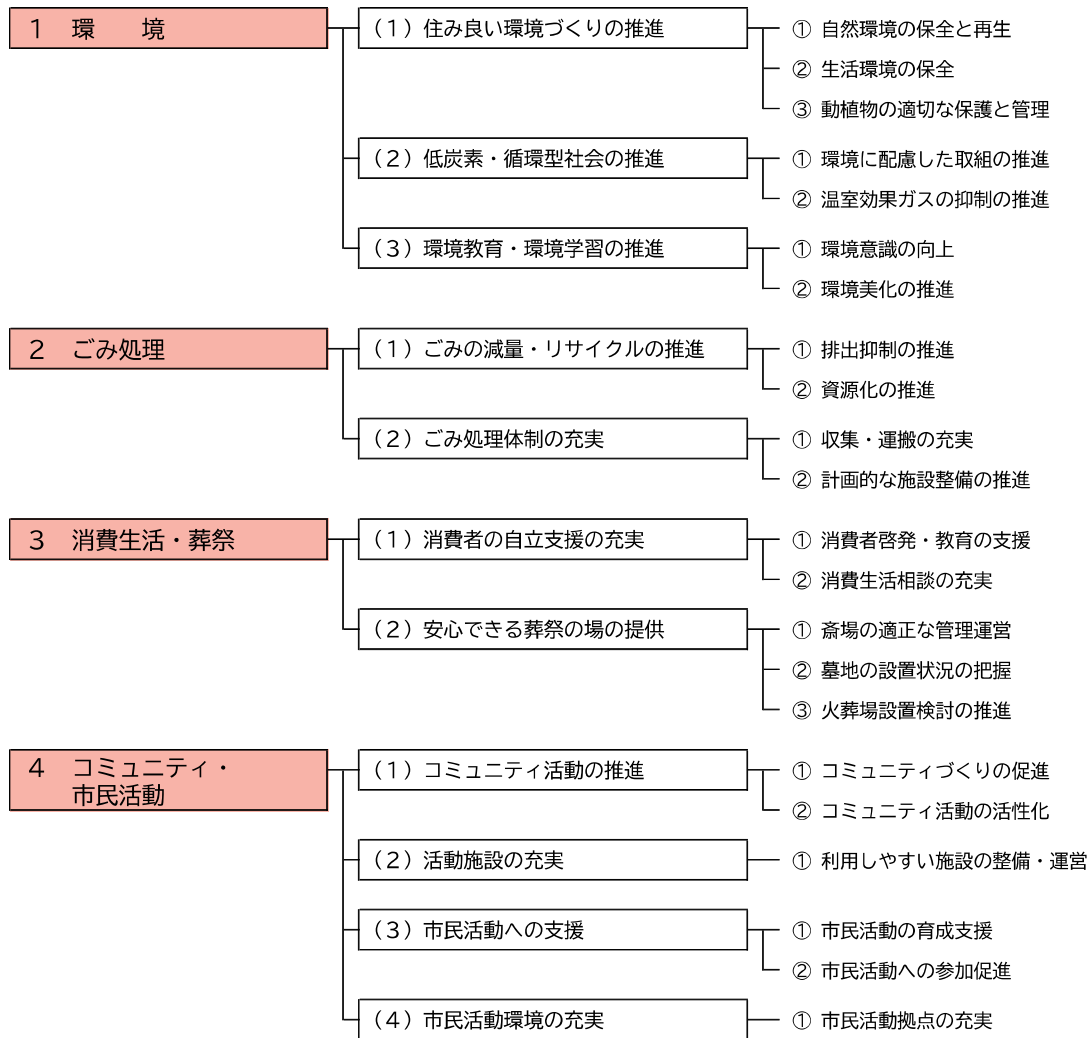 1 環　　境
（1）住み良い環境づくりの推進
① 自然環境の保全と再生
② 生活環境の保全
③ 動植物の適切な保護と管理
（2）低炭素・循環型社会の推進
① 環境に配慮した取組の推進
② 温室効果ガスの抑制の推進
（3）環境教育・環境学習の推進
① 環境意識の向上
② 環境美化の推進
2 ごみ処理
（1）ごみの減量・リサイクルの推進
① 排出抑制の推進
② 資源化の推進
（2）ごみ処理体制の充実
① 収集・運搬の充実
② 計画的な施設整備の推進
3 消費生活・葬祭
（1）消費者の自立支援の充実
① 消費者啓発・教育の支援
② 消費生活相談の充実
（2）安心できる葬祭の場の提供
① 斎場の適正な管理運営
② 墓地の設置状況の把握
③ 火葬場設置検討の推進
4 コミュニティ・
市民活動
（1）コミュニティ活動の推進
① コミュニティづくりの促進
② コミュニティ活動の活性化
（2）活動施設の充実
① 利用しやすい施設の整備・運営
（3）市民活動への支援
① 市民活動の育成支援
② 市民活動への参加促進
（4）市民活動環境の充実
① 市民活動拠点の充実